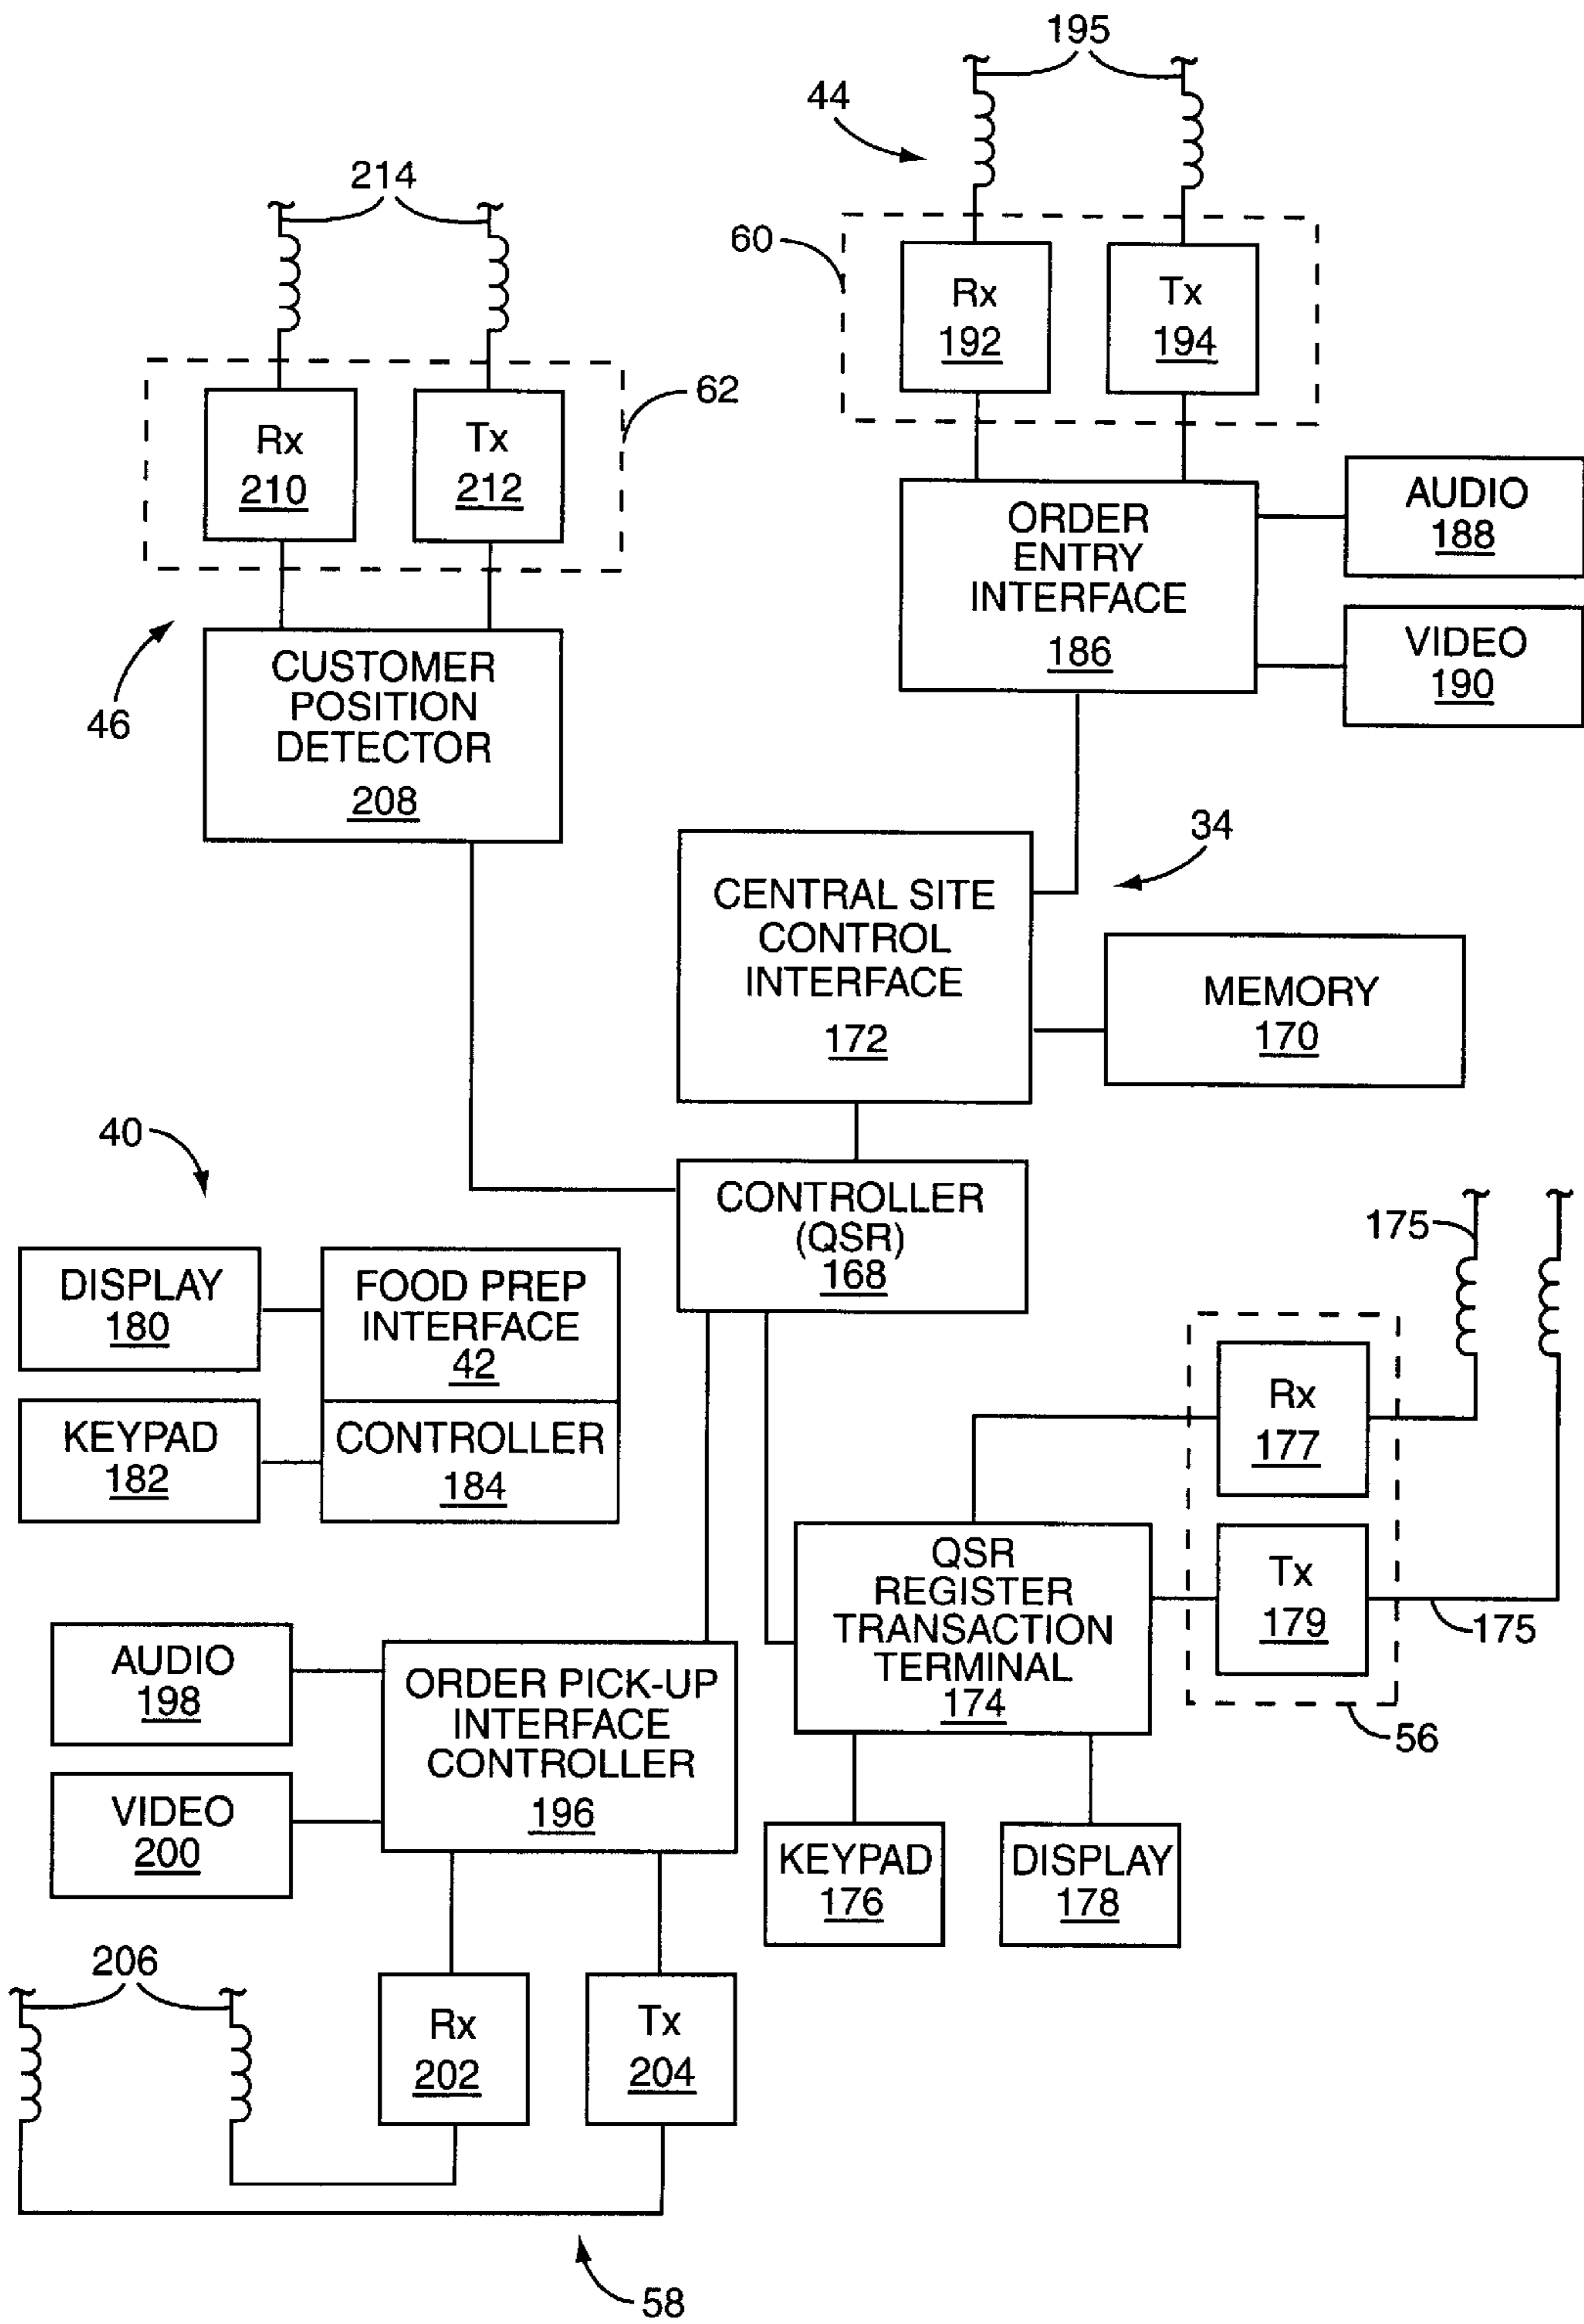 195
44
214
60
Rx
192
Tx
194
62
Rx
210
Tx
212
ORDER
ENTRY
INTERFACE
186
AUDIO
188
VIDEO
190
46
CUSTOMER
POSITION
DETECTOR
208
34
CENTRAL SITE
CONTROL
INTERFACE
172
MEMORY
170
40
CONTROLLER
(QSR)
168
175
DISPLAY
180
FOOD PREP
INTERFACE
42
KEYPAD
182
CONTROLLER
184
Rx
177
QSR
REGISTER
TRANSACTION
TERMINAL
174
Tx
179
175
56
AUDIO
198
ORDER PICK-UP
INTERFACE
CONTROLLER
196
VIDEO
200
KEYPAD
176
DISPLAY
178
206
Rx
202
Tx
204
58